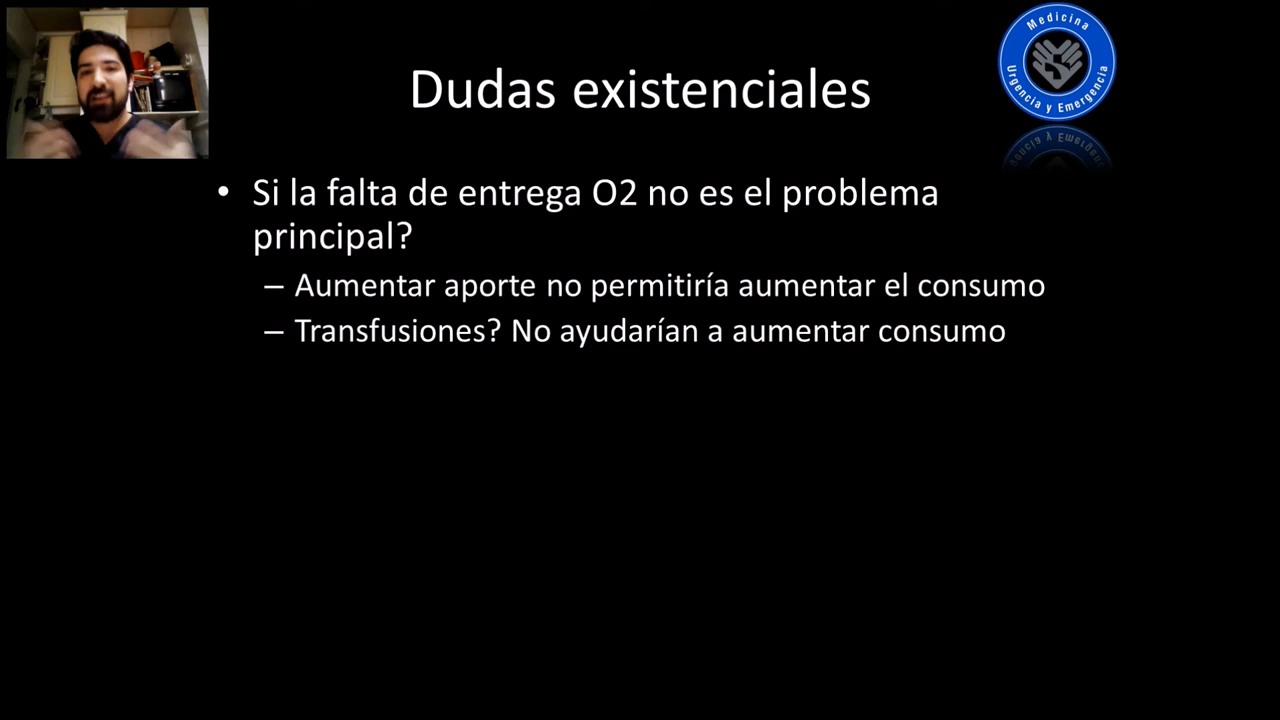 Dudas existenciales
Medicina
Urgencia y Emergencia
• Si la falta de entrega O2 no es el problema
principal?
– Aumentar aporte no permitiría aumentar el consumo
– Transfusiones? No ayudarían a aumentar consumo